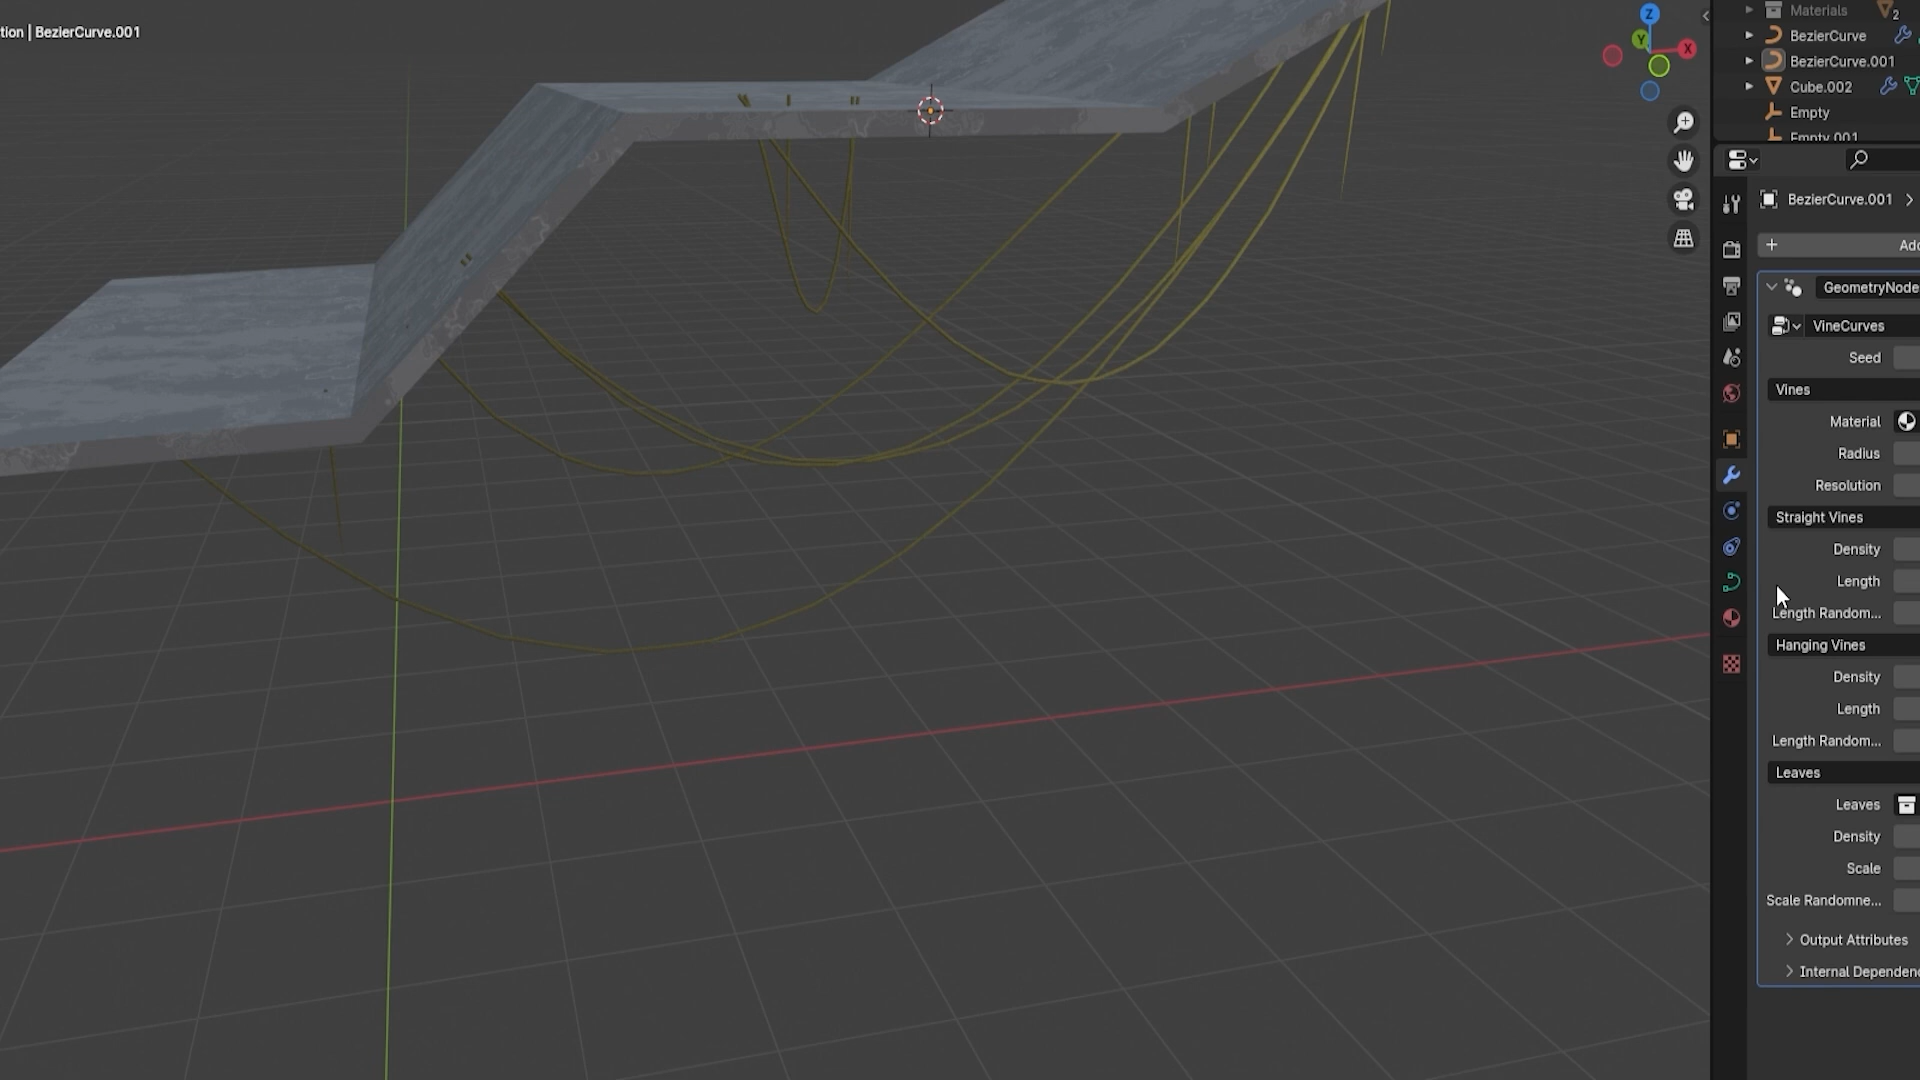 tion | BezierCurve.001
Z
Y
X
Materials
2
BezierCurve
BezierCurve.001
Cube.002
Empty
Empty.001
BezierCurve.001
Add
GeometryNode
VineCurves
Seed
Vines
Material
Radius
Resolution
Straight Vines
Density
Length
Length Random...
Hanging Vines
Density
Length
Length Random...
Leaves
Leaves
Density
Scale
Scale Randomne...
Output Attributes
Internal Dependenc